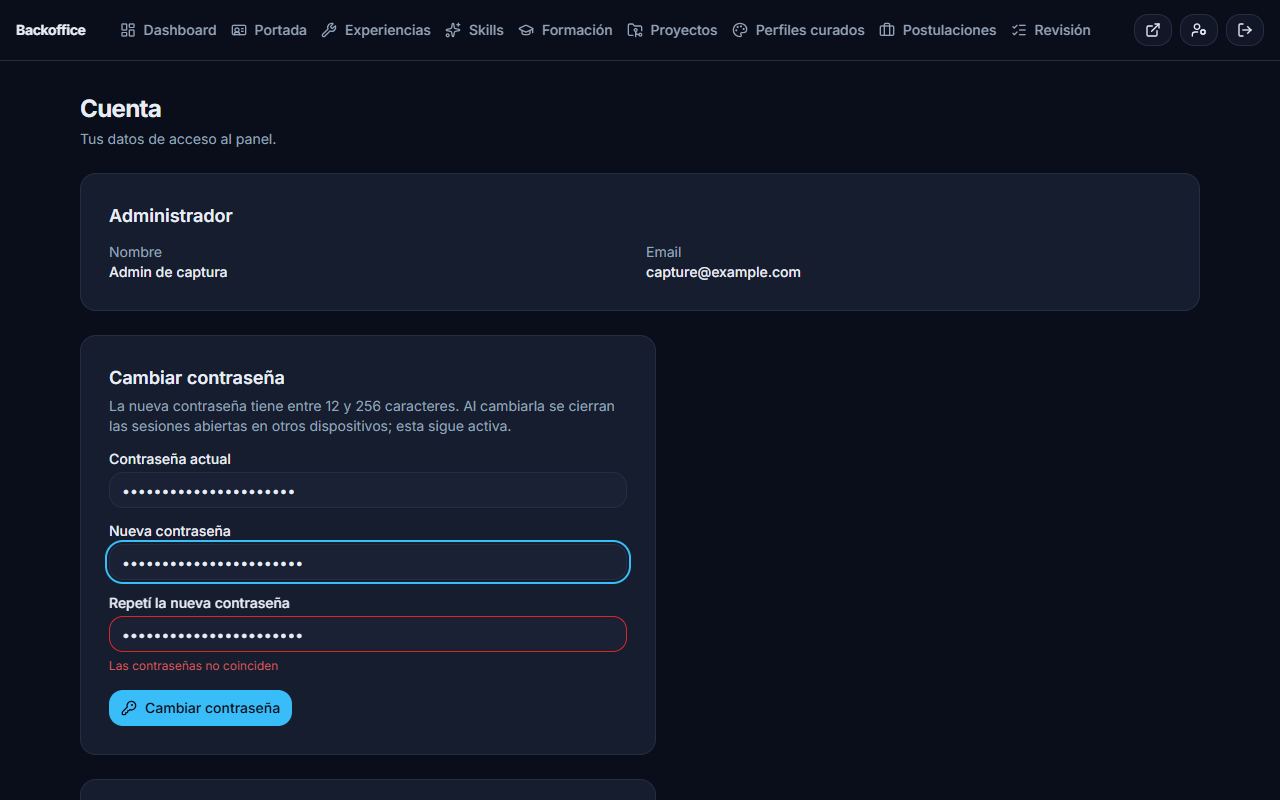 Backoffice
Dashboard
Portada
Experiencias
Skills
Formación
Proyectos
Perfiles curados
Postulaciones
Revisión
Cuenta
Tus datos de acceso al panel.
Administrador
Nombre
Email
Admin de captura
capture@example.com
Cambiar contraseña
La nueva contraseña tiene entre 12 y 256 caracteres. Al cambiarla se cierran
las sesiones abiertas en otros dispositivos; esta sigue activa.
Contraseña actual
••••••••••••••••••••••
Nueva contraseña
•••••••••••••••••••••••
Repetí la nueva contraseña
•••••••••••••••••••••••
Las contraseñas no coinciden
Cambiar contraseña